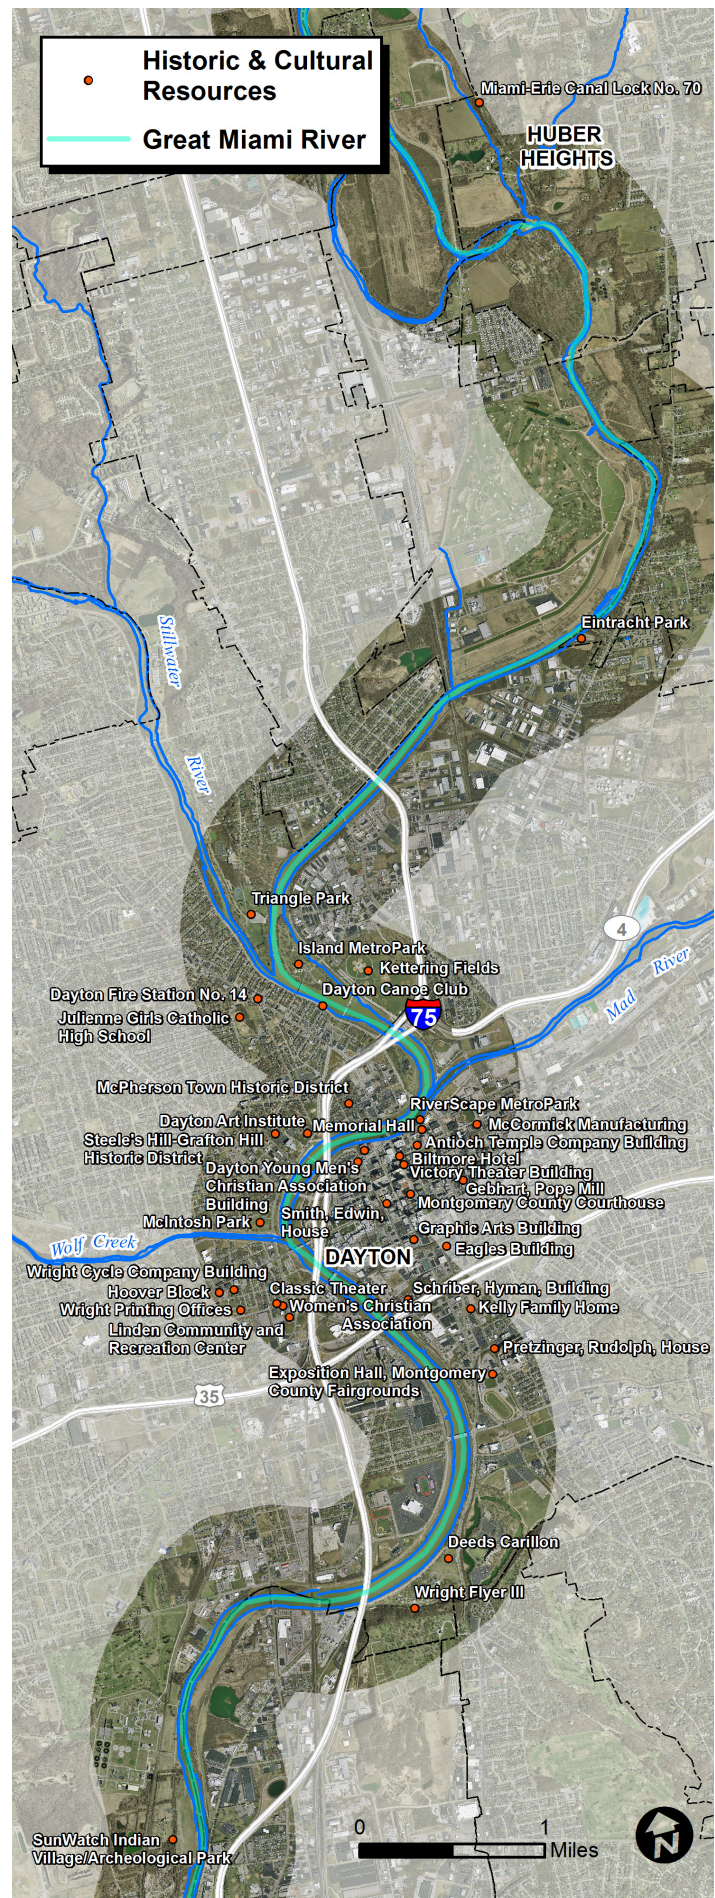 Historic & Cultural
Resources
Great Miami River
Miami-Erie Canal Lock No. 70
HUBER
HEIGHTS
Eintracht Park
Stillwater
River
Triangle Park
4
Island MetroPark
Kettering Fields
Mad River
Dayton Fire Station No. 14
Dayton Canoe Club
75
Julienne Girls Catholic
High School
McPherson Town Historic District
RiverScape MetroPark
Dayton Art Institute
Memorial Hall
McCormick Manufacturing
Steele's Hill-Grafton Hill
Historic District
Antioch Temple Company Building
Biltmore Hotel
Dayton Young Men's
Christian Association
Building
Victory Theater Building
Gebhart, Pope Mill
Montgomery County Courthouse
McIntosh Park
Smith, Edwin,
House
Graphic Arts Building
Wolf Creek
Eagles Building
DAYTON
Wright Cycle Company Building
Hoover Block
Classic Theater
Schriber, Hyman, Building
Wright Printing Offices
Women's Christian
Association
Kelly Family Home
Linden Community and
Recreation Center
Pretzinger, Rudolph, House
Exposition Hall, Montgomery
County Fairgrounds
35
Deeds Carillon
Wright Flyer III
0 1
Miles
N
SunWatch Indian
Village/Archeological Park